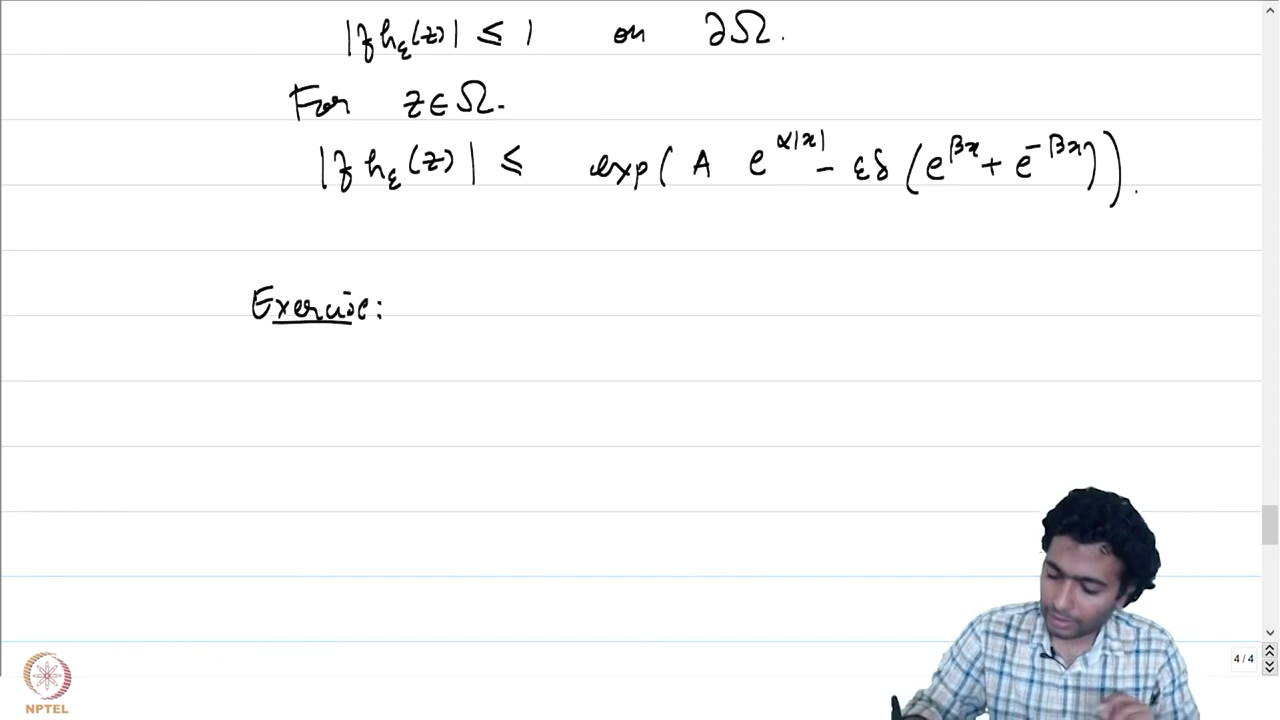 |f h_ε(z)| ≤ 1 on ∂Ω.
For z ∈ Ω.
|f h_ε(z)| ≤ exp( A e^{α|x|} - εδ (e^{βx} + e^{-βx}) ).
Exercise:
4 / 4
NPTEL